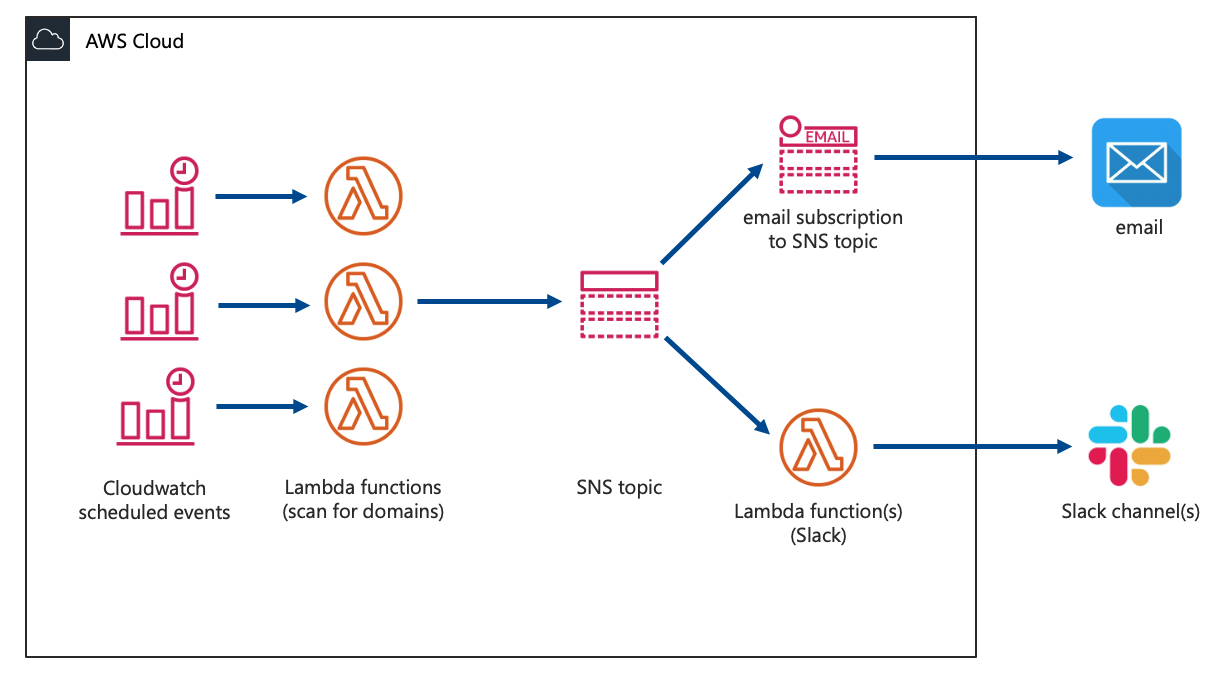 AWS Cloud
EMAIL
email subscription
to SNS topic
email
Cloudwatch
scheduled events
Lambda functions
(scan for domains)
SNS topic
Lambda function(s)
(Slack)
Slack channel(s)